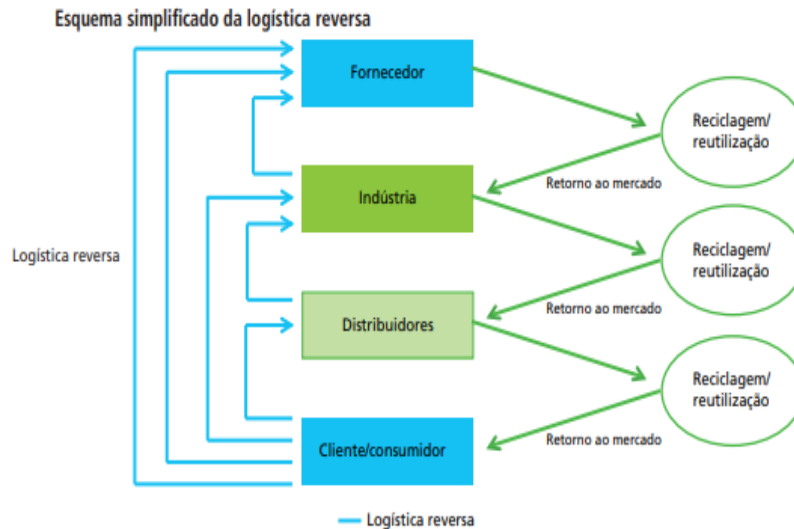 Esquema simplificado da logística reversa
Fornecedor
Reciclagem/
reutilização
Retorno ao mercado
Indústria
Logística reversa
Reciclagem/
reutilização
Retorno ao mercado
Distribuidores
Reciclagem/
reutilização
Retorno ao mercado
Cliente/consumidor
Logística reversa